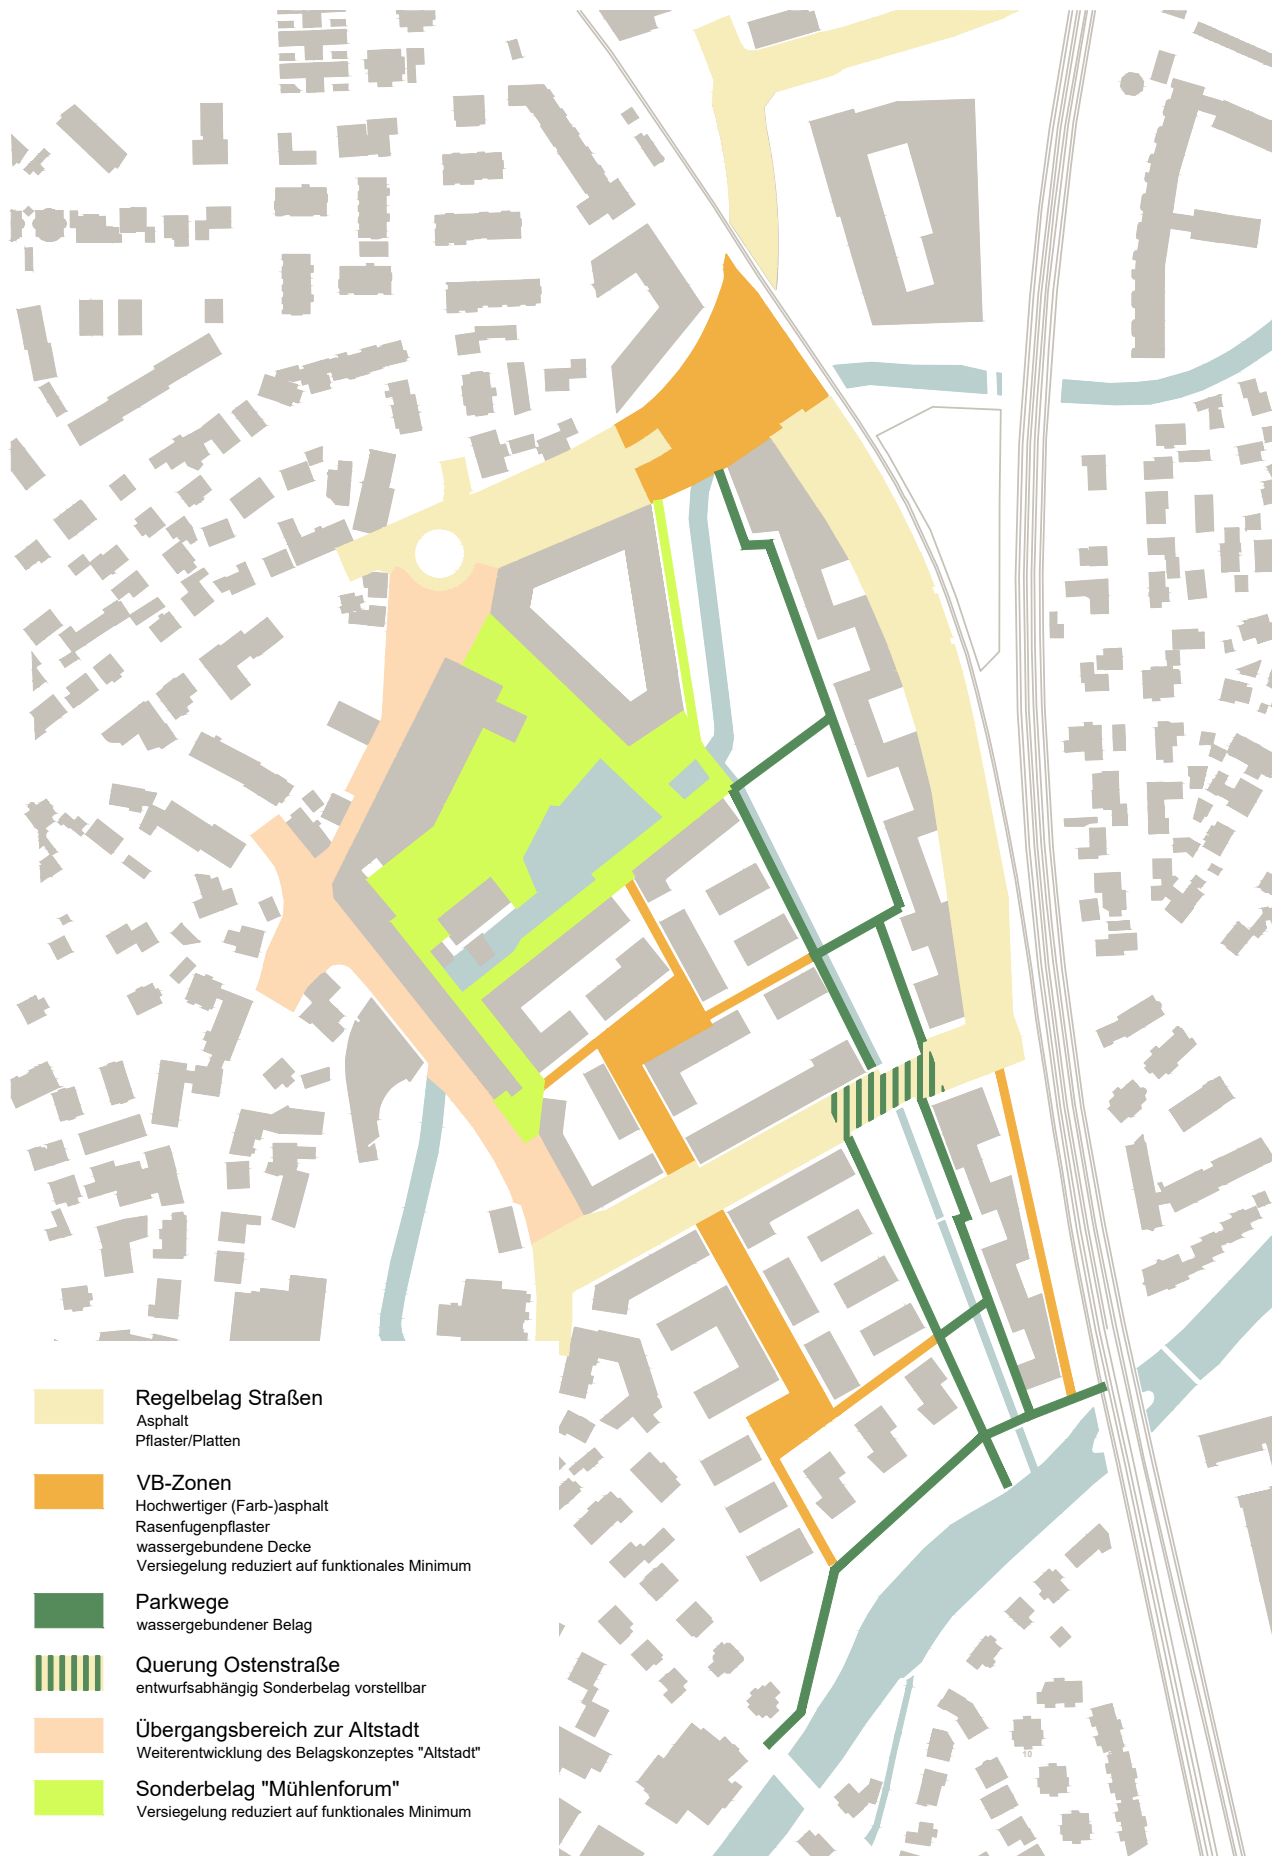 Regelbelag Straßen
Asphalt
Pflaster/Platten
VB-Zonen
Hochwertiger (Farb-)asphalt
Rasenfugenpflaster
wassergebundene Decke
Versiegelung reduziert auf funktionales Minimum
Parkwege
wassergebundener Belag
Querung Ostenstraße
entwurfsabhängig Sonderbelag vorstellbar
Übergangsbereich zur Altstadt
Weiterentwicklung des Belagskonzeptes "Altstadt"
Sonderbelag "Mühlenforum"
Versiegelung reduziert auf funktionales Minimum
10